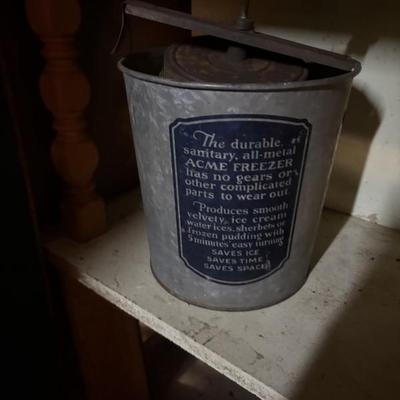 The durable,
sanitary, all-metal
ACME FREEZER
has no gears or
other complicated
parts to wear out.
Produces smooth
velvety ice cream
water ices, sherbets or
frozen pudding with
5 minutes' easy turning
SAVES ICE
SAVES TIME
SAVES SPACE